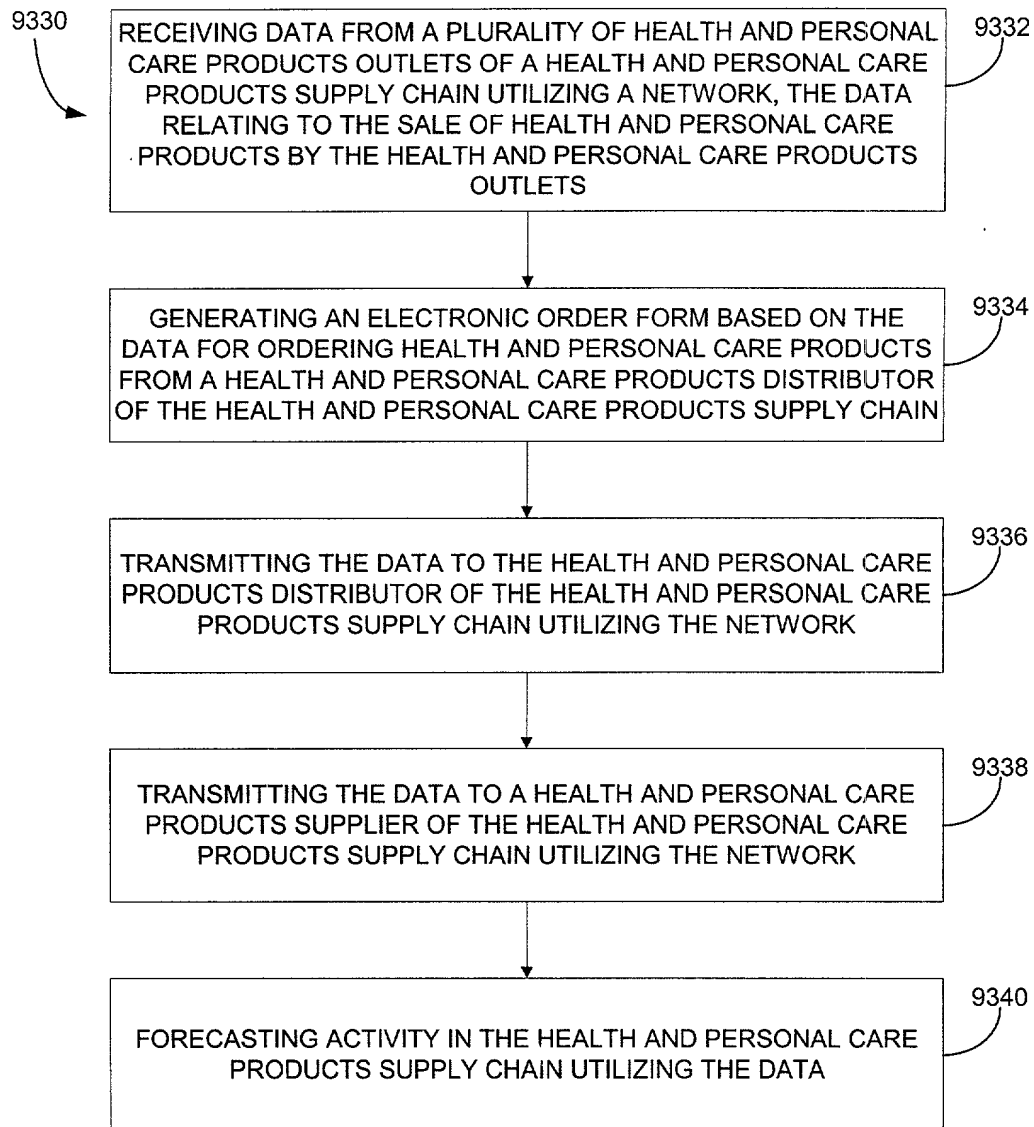 9330
RECEIVING DATA FROM A PLURALITY OF HEALTH AND PERSONAL
CARE PRODUCTS OUTLETS OF A HEALTH AND PERSONAL CARE
PRODUCTS SUPPLY CHAIN UTILIZING A NETWORK, THE DATA
RELATING TO THE SALE OF HEALTH AND PERSONAL CARE
PRODUCTS BY THE HEALTH AND PERSONAL CARE PRODUCTS
OUTLETS
9332
GENERATING AN ELECTRONIC ORDER FORM BASED ON THE
DATA FOR ORDERING HEALTH AND PERSONAL CARE PRODUCTS
FROM A HEALTH AND PERSONAL CARE PRODUCTS DISTRIBUTOR
OF THE HEALTH AND PERSONAL CARE PRODUCTS SUPPLY CHAIN
9334
TRANSMITTING THE DATA TO THE HEALTH AND PERSONAL CARE
PRODUCTS DISTRIBUTOR OF THE HEALTH AND PERSONAL CARE
PRODUCTS SUPPLY CHAIN UTILIZING THE NETWORK
9336
TRANSMITTING THE DATA TO A HEALTH AND PERSONAL CARE
PRODUCTS SUPPLIER OF THE HEALTH AND PERSONAL CARE
PRODUCTS SUPPLY CHAIN UTILIZING THE NETWORK
9338
FORECASTING ACTIVITY IN THE HEALTH AND PERSONAL CARE
PRODUCTS SUPPLY CHAIN UTILIZING THE DATA
9340